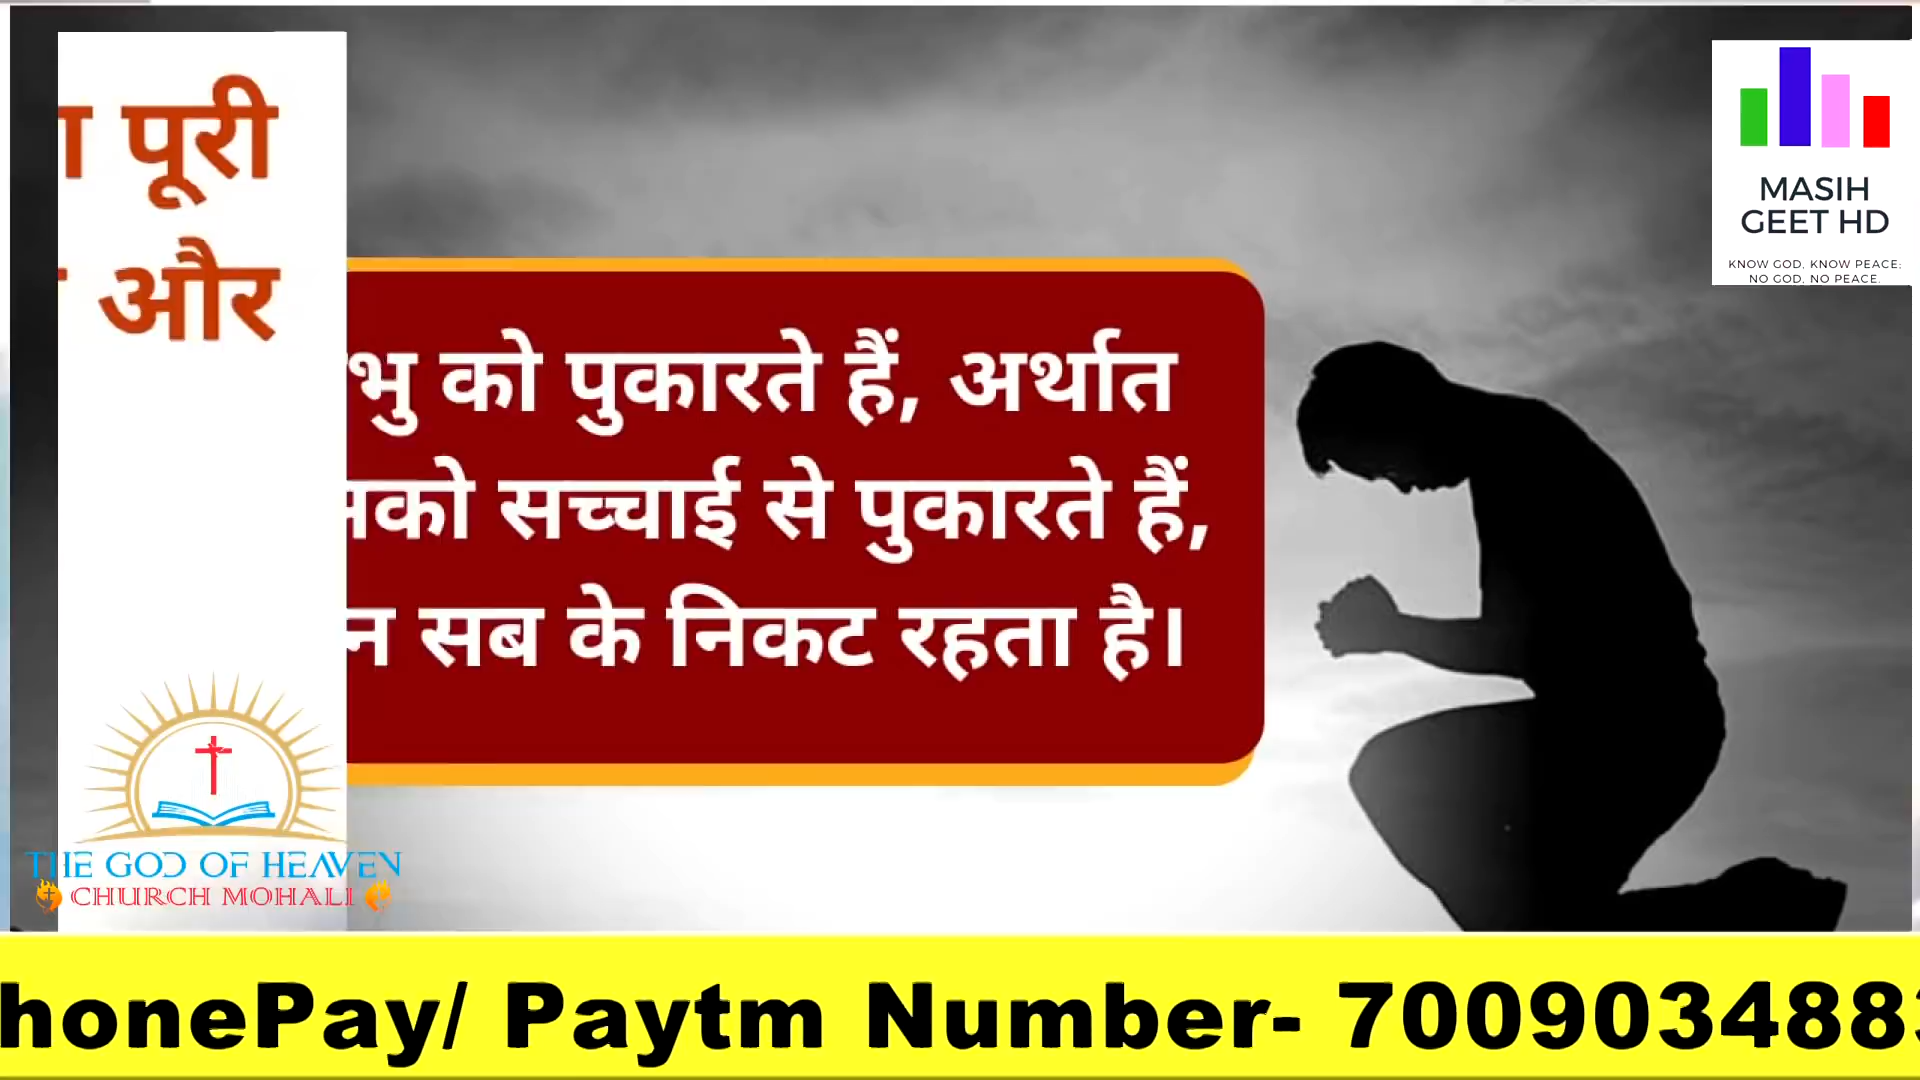 पूरी
और
को पुकारते हैं, अर्थात
सच्चाई से पुकारते हैं,
सब के निकट रहता है।
MASIH
GEET HD
KNOW GOD, KNOW PEACE;
NO GOD, NO PEACE.
THE GOD OF HEAVEN
CHURCH MOHALI
honePay/ Paytm Number- 700903488